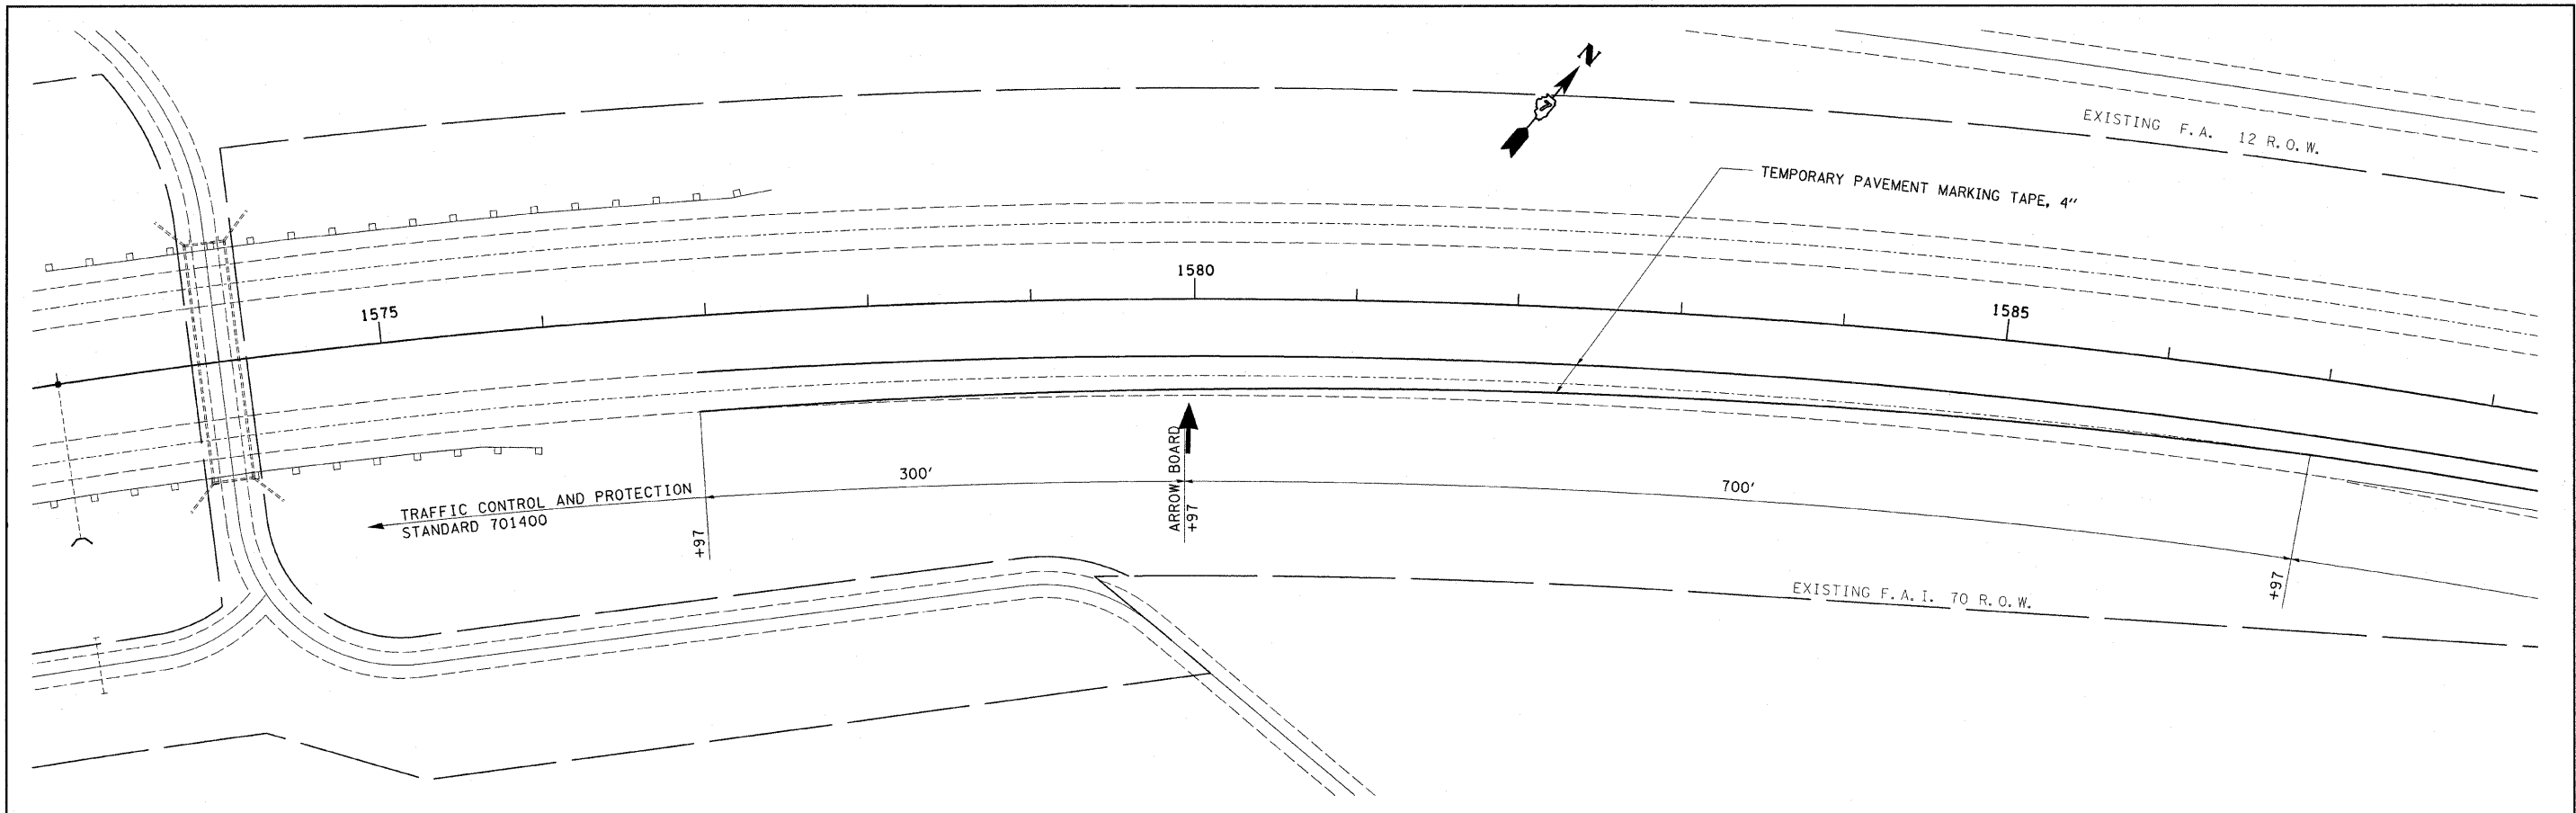 N
7
EXISTING F.A. 12 R.O.W.
TEMPORARY PAVEMENT MARKING TAPE, 4"
1575
1580
1585
TRAFFIC CONTROL AND PROTECTION
STANDARD 701400
+97
300'
ARROW BOARD
+97
700'
+97
EXISTING F.A.I. 70 R.O.W.